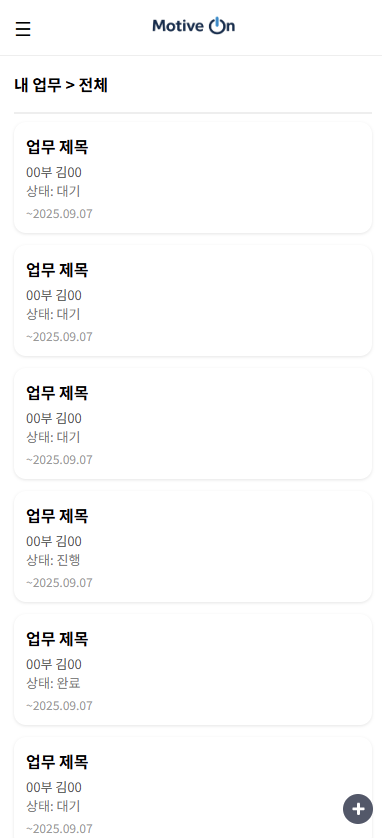 Motive On
내 업무 > 전체
업무 제목
00부 김00
상태: 대기
~2025.09.07
업무 제목
00부 김00
상태: 대기
~2025.09.07
업무 제목
00부 김00
상태: 대기
~2025.09.07
업무 제목
00부 김00
상태: 진행
~2025.09.07
업무 제목
00부 김00
상태: 완료
~2025.09.07
업무 제목
00부 김00
상태: 대기
~2025.09.07